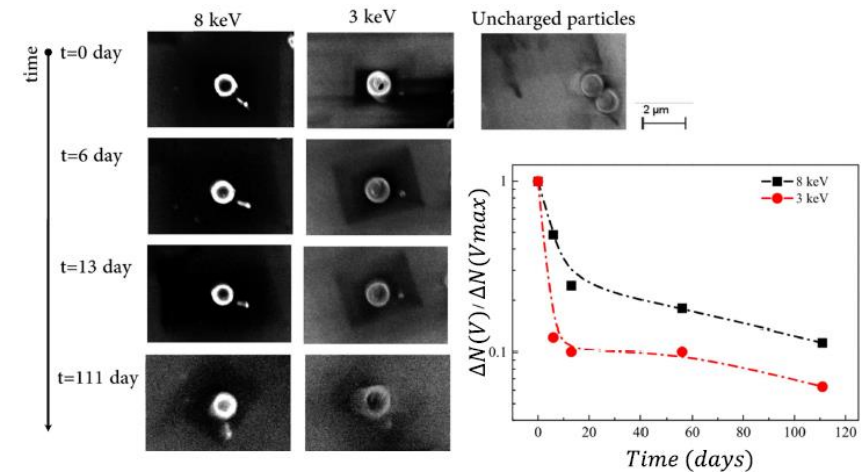 8 keV
3 keV
Uncharged particles
time
t=0 day
2 µm
t=6 day
t=13 day
t=111 day
ΔN(V)/ΔN(Vmax)
1
0.1
8 keV
3 keV
0 20 40 60 80 100 120
Time (days)